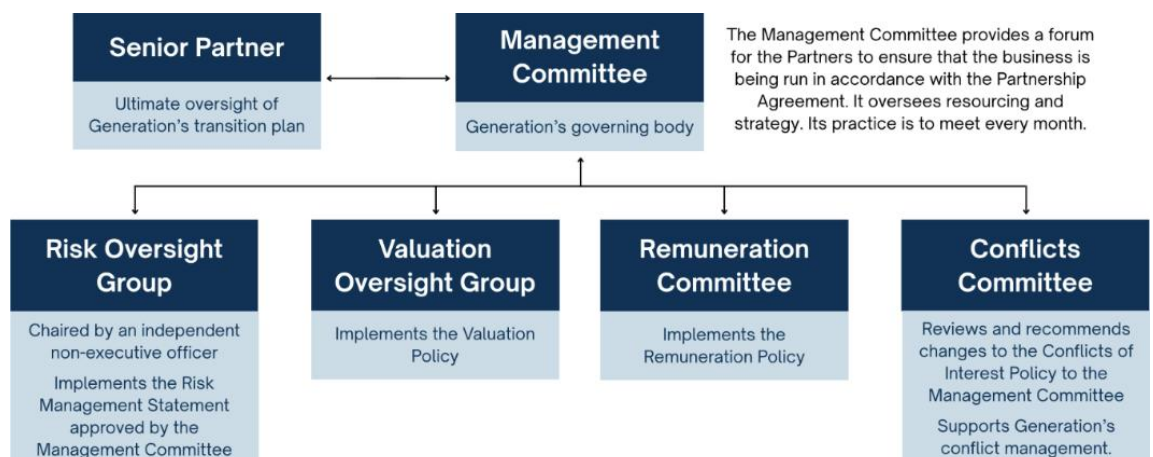 Senior Partner
Ultimate oversight of
Generation's transition plan
Management
Committee
Generation's governing body
The Management Committee provides a forum
for the Partners to ensure that the business is
being run in accordance with the Partnership
Agreement. It oversees resourcing and
strategy. Its practice is to meet every month.
Risk Oversight
Group
Chaired by an independent
non-executive officer
Implements the Risk
Management Statement
approved by the
Management Committee
Valuation
Oversight Group
Implements the Valuation
Policy
Remuneration
Committee
Implements the
Remuneration Policy
Conflicts
Committee
Reviews and recommends
changes to the Conflicts of
Interest Policy to the
Management Committee
Supports Generation's
conflict management.